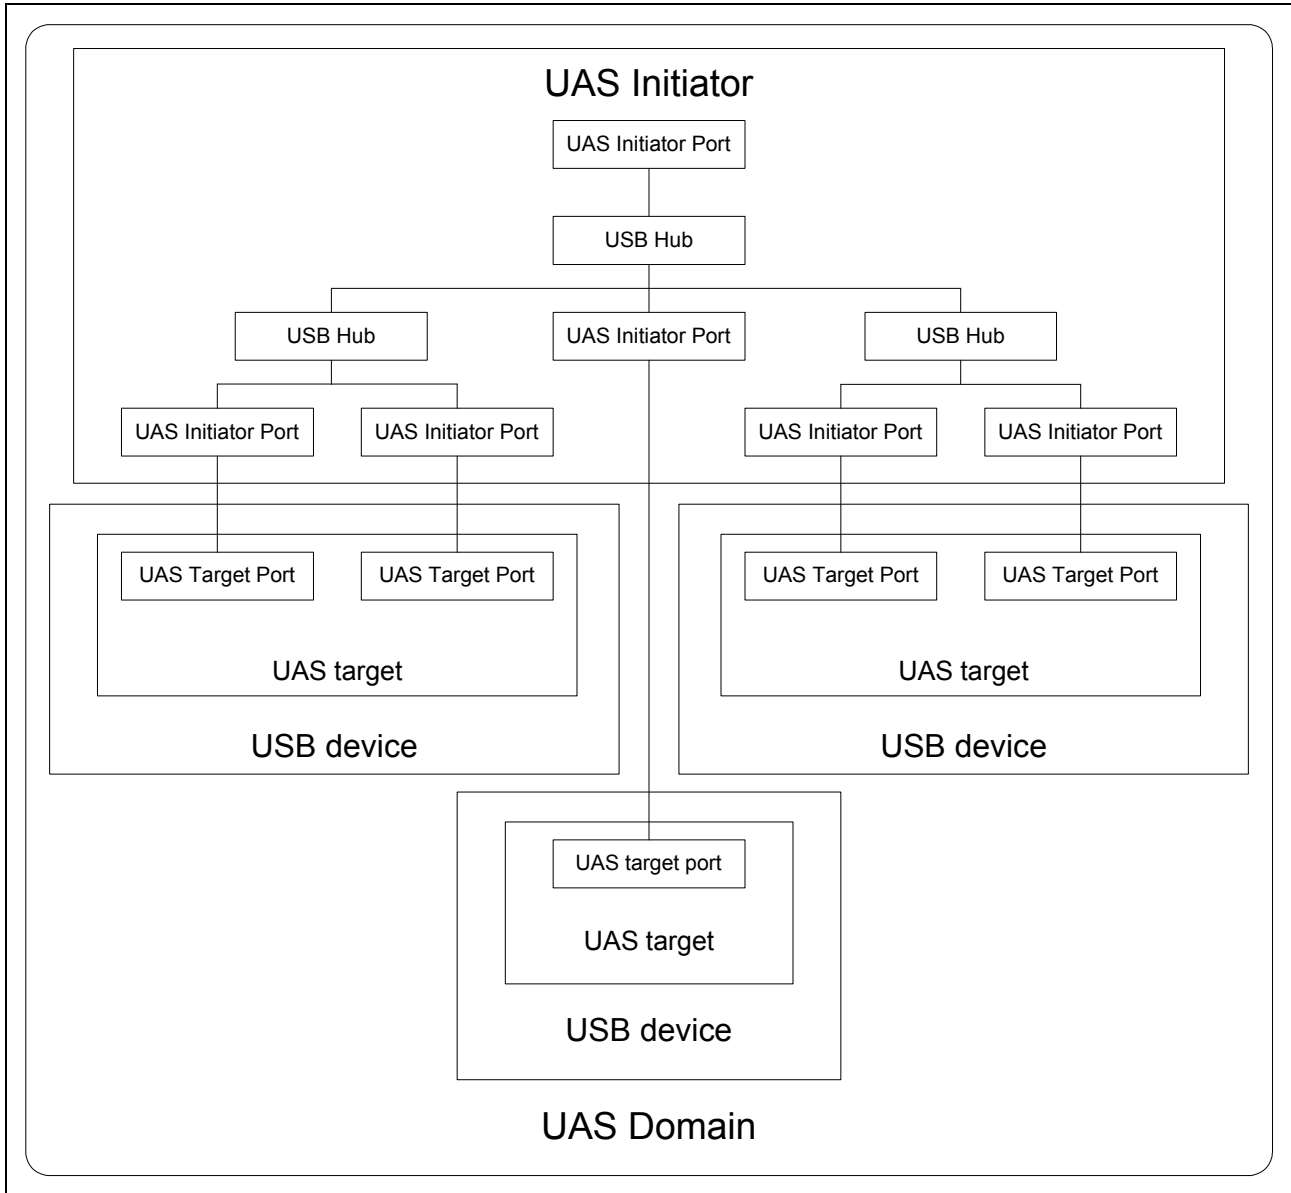 UAS Initiator
UAS Initiator Port
USB Hub
USB Hub
UAS Initiator Port
USB Hub
UAS Initiator Port
UAS Initiator Port
UAS Initiator Port
UAS Initiator Port
UAS Target Port
UAS Target Port
UAS Target Port
UAS Target Port
UAS target
UAS target
USB device
USB device
UAS target port
UAS target
USB device
UAS Domain